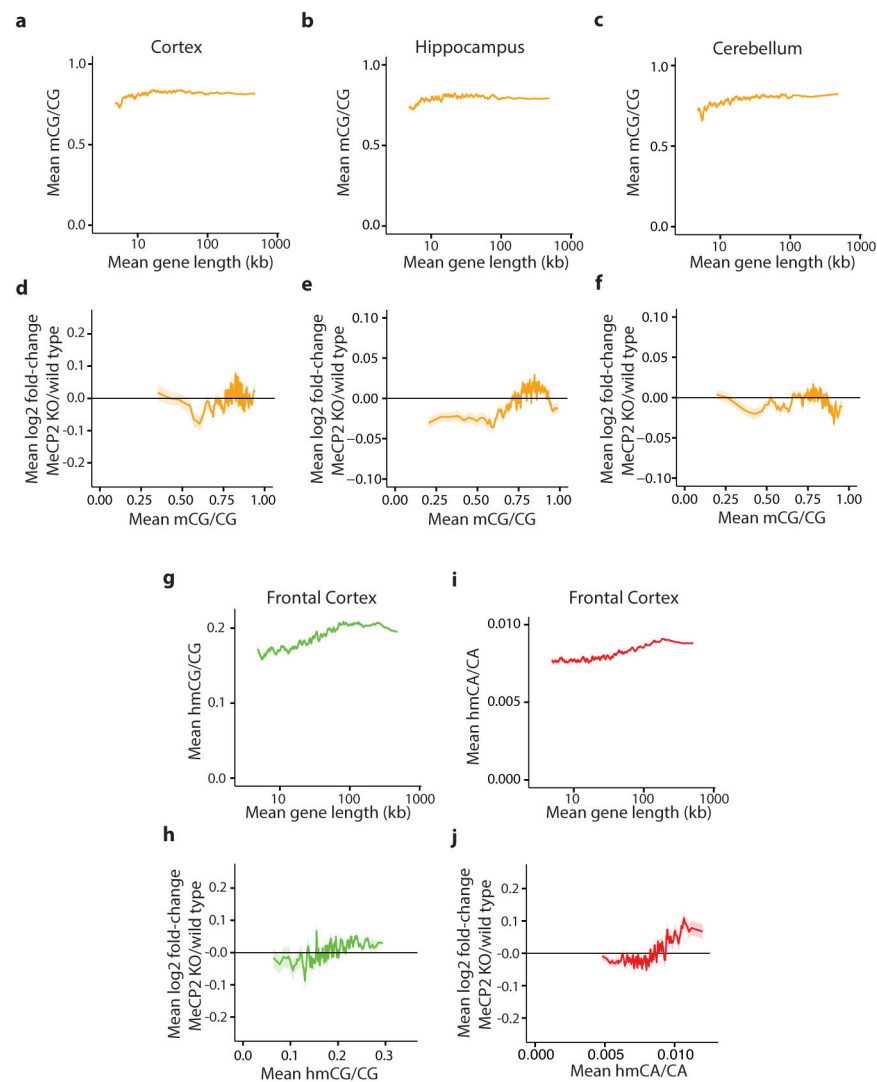 a
Cortex
Mean mCG/CG
1.0
0.5
0.0
10
100
1000
Mean gene length (kb)
b
Hippocampus
Mean mCG/CG
1.0
0.5
0.0
10
100
1000
Mean gene length (kb)
c
Cerebellum
Mean mCG/CG
1.0
0.5
0.0
10
100
1000
Mean gene length (kb)
d
Mean log2 fold-change
MeCP2 KO/wild type
0.2
0.1
-0.0
-0.1
-0.2
0.00
0.25
0.50
0.75
1.00
Mean mCG/CG
e
Mean log2 fold-change
MeCP2 KO/wild type
0.10
0.05
0.00
−0.05
−0.10
0.00
0.25
0.50
0.75
1.00
Mean mCG/CG
f
Mean log2 fold-change
MeCP2 KO/wild type
0.10
0.05
0.00
−0.05
−0.10
0.00
0.25
0.50
0.75
1.00
Mean mCG/CG
g
Frontal Cortex
Mean hmCG/CG
0.2
0.1
0.0
10
100
1000
Mean gene length (kb)
i
Frontal Cortex
Mean hmCA/CA
0.010
0.005
0.000
10
100
1000
Mean gene length (kb)
h
Mean log2 fold-change
MeCP2 KO/wild type
0.2
0.1
-0.0
-0.1
-0.2
0.0
0.1
0.2
0.3
Mean hmCG/CG
j
Mean log2 fold-change
MeCP2 KO/wild type
0.2
0.1
-0.0
-0.1
-0.2
0.000
0.005
0.010
Mean hmCA/CA